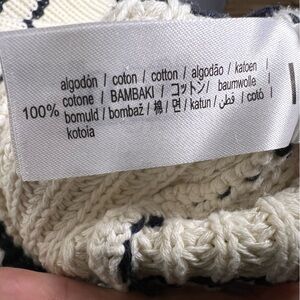 algodón / coton / cotton / algodão / katoen /
100% cotone / BAMBAKI / コットン / baumwolle /
bomuld / bombaž / 棉 / 면 / katun / قطن / cotó /
kotoia